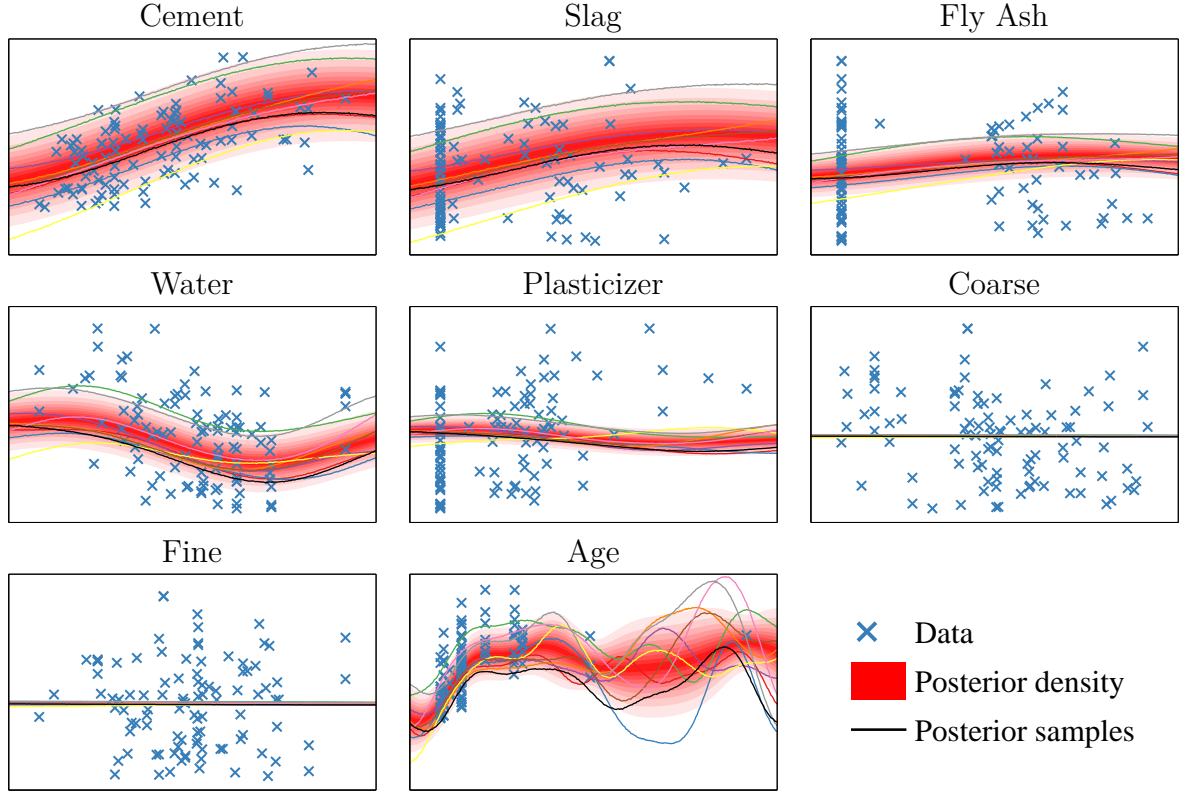 Cement
Slag
Fly Ash
Water
Plasticizer
Coarse
Fine
Age
Data
Posterior density
Posterior samples